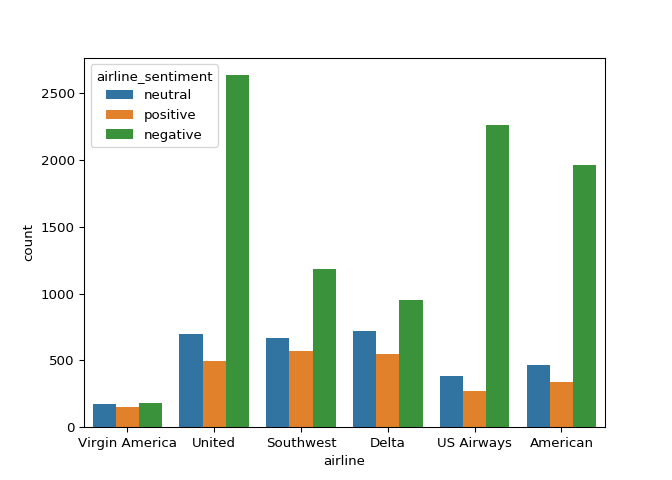 airline_sentiment
neutral
positive
negative
2500
2000
1500
1000
500
0
count
Virgin America United Southwest Delta US Airways American
airline